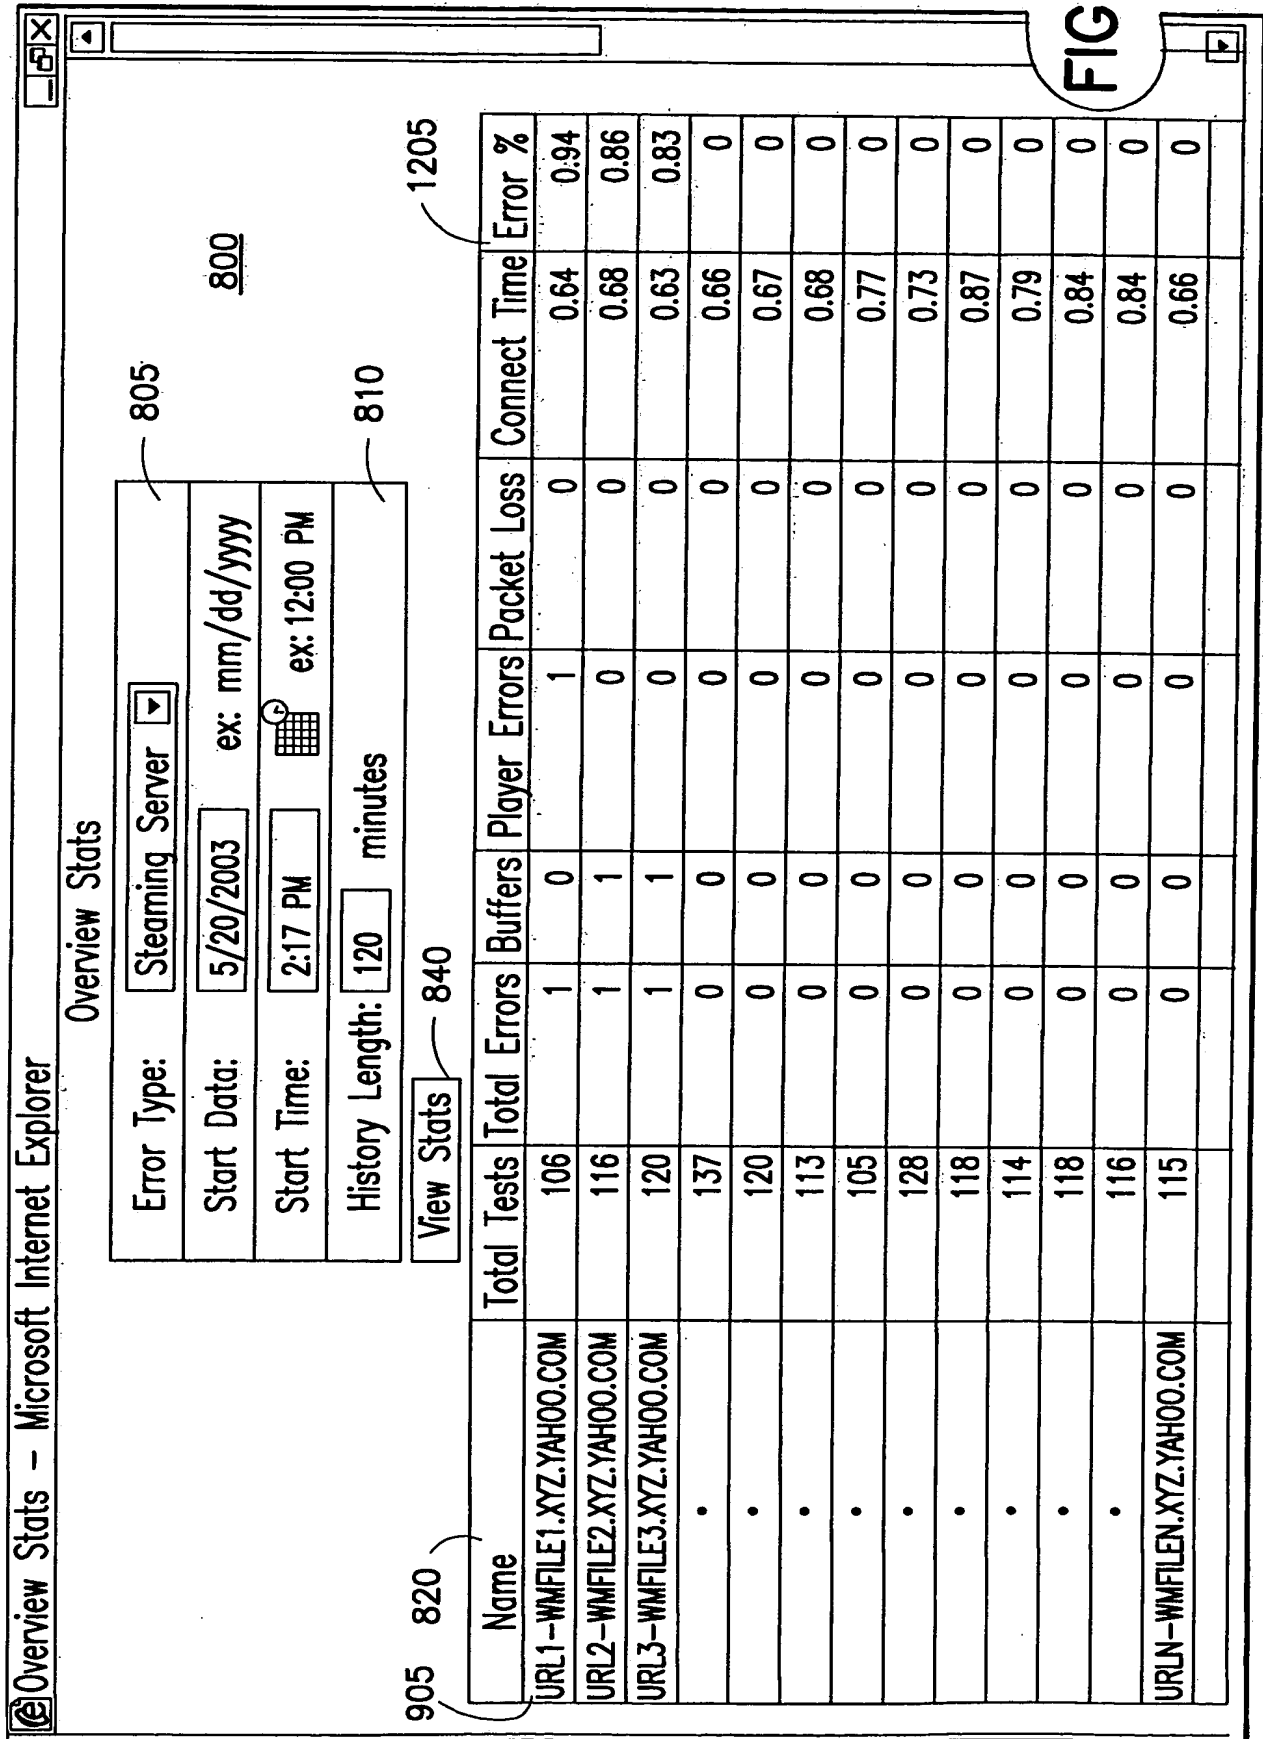 Overview Stats – Microsoft Internet Explorer
Overview Stats
Error Type: Steaming Server
805
Start Data: 5/20/2003 ex: mm/dd/yyyy
800
Start Time: 2:17 PM ex: 12:00 PM
History Length: 120 minutes
810
View Stats
840
905
820
1205
Name Total Tests Total Errors Buffers Player Errors Packet Loss Connect Time Error %
URL1-WMFILE1.XYZ.YAHOO.COM 106 1 0 1 0 0.64 0.94
URL2-WMFILE2.XYZ.YAHOO.COM 116 1 1 0 0 0.68 0.86
URL3-WMFILE3.XYZ.YAHOO.COM 120 1 1 0 0 0.63 0.83
• 137 0 0 0 0 0.66 0
• 120 0 0 0 0 0.67 0
• 113 0 0 0 0 0.68 0
• 105 0 0 0 0 0.77 0
• 128 0 0 0 0 0.73 0
• 118 0 0 0 0 0.87 0
• 114 0 0 0 0 0.79 0
• 118 0 0 0 0 0.84 0
• 116 0 0 0 0 0.84 0
URLN-WMFILEN.XYZ.YAHOO.COM 115 0 0 0 0 0.66 0
FIG